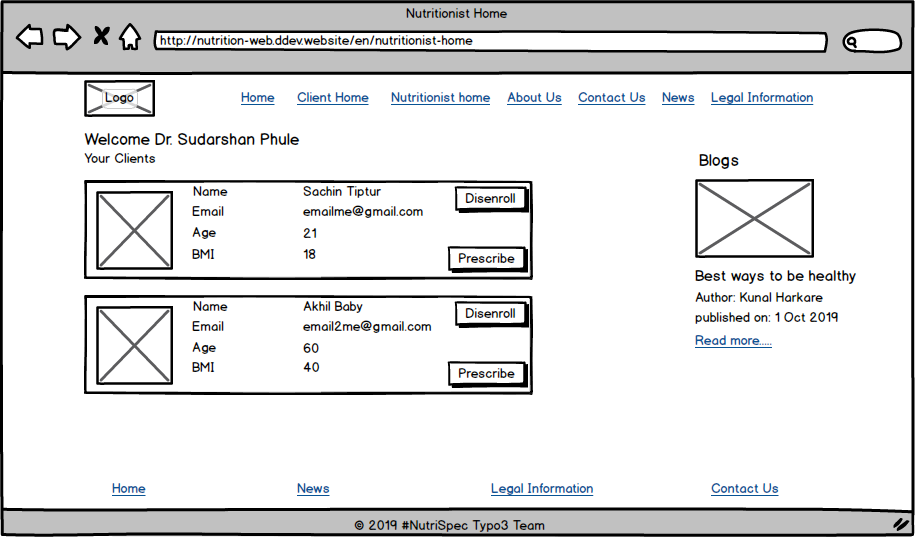 Nutritionist Home
http://nutrition-web.ddev.website/en/nutritionist-home
Logo Home Client Home Nutritionist home About Us Contact Us News Legal Information
Welcome Dr. Sudarshan Phule
Your Clients
Name Sachin Tiptur Disenroll
Email emailme@gmail.com
Age 21
BMI 18 Prescribe
Name Akhil Baby Disenroll
Email email2me@gmail.com
Age 60
BMI 40 Prescribe
Blogs
Best ways to be healthy
Author: Kunal Harkare
published on: 1 Oct 2019
Read more.....
Home News Legal Information Contact Us
© 2019 #NutriSpec Typo3 Team